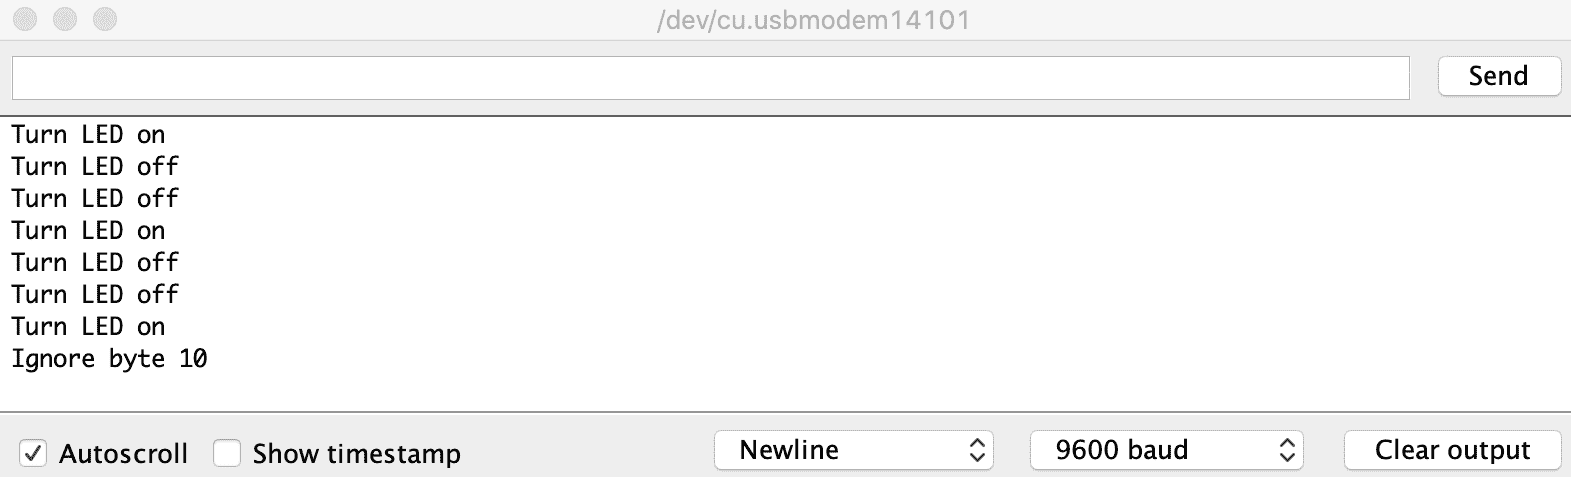 /dev/cu.usbmodem14101
Send
Turn LED on
Turn LED off
Turn LED off
Turn LED on
Turn LED off
Turn LED off
Turn LED on
Ignore byte 10
Autoscroll Show timestamp Newline 9600 baud Clear output